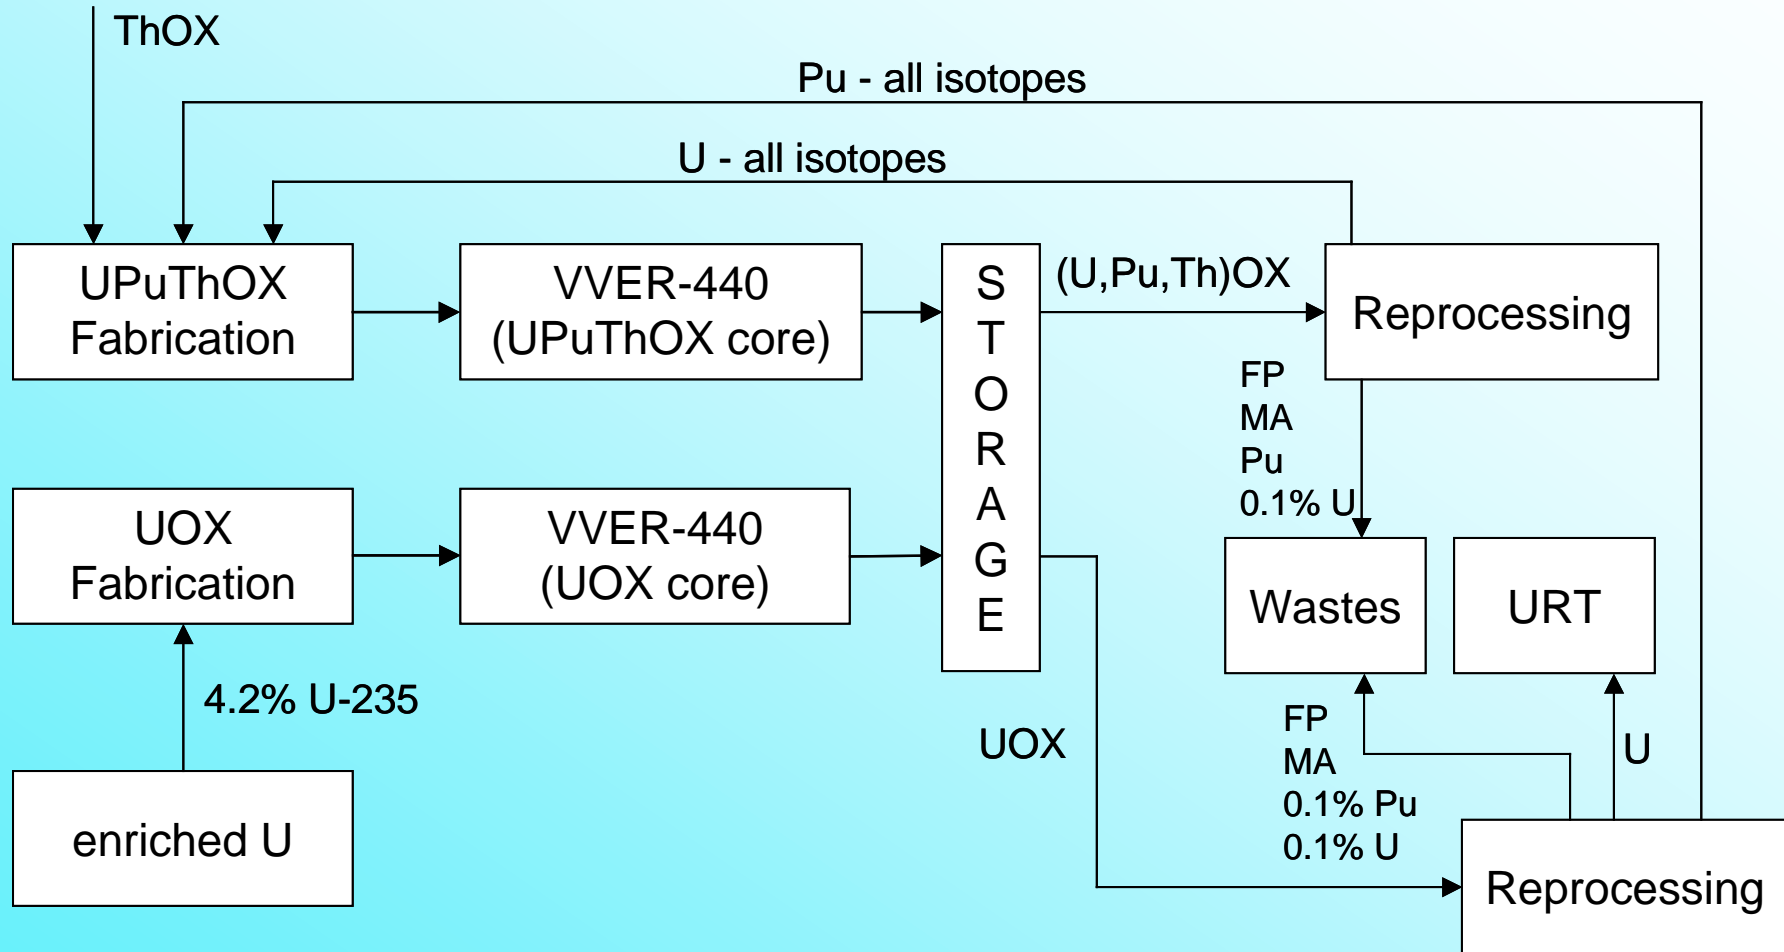 ThOX
Pu - all isotopes
U - all isotopes
UPuThOX
Fabrication
VVER-440
(UPuThOX core)
S
T
O
R
A
G
E
(U,Pu,Th)OX
Reprocessing
FP
MA
Pu
0.1% U
UOX
Fabrication
VVER-440
(UOX core)
Wastes
URT
4.2% U-235
enriched U
UOX
FP
MA
0.1% Pu
0.1% U
U
Reprocessing